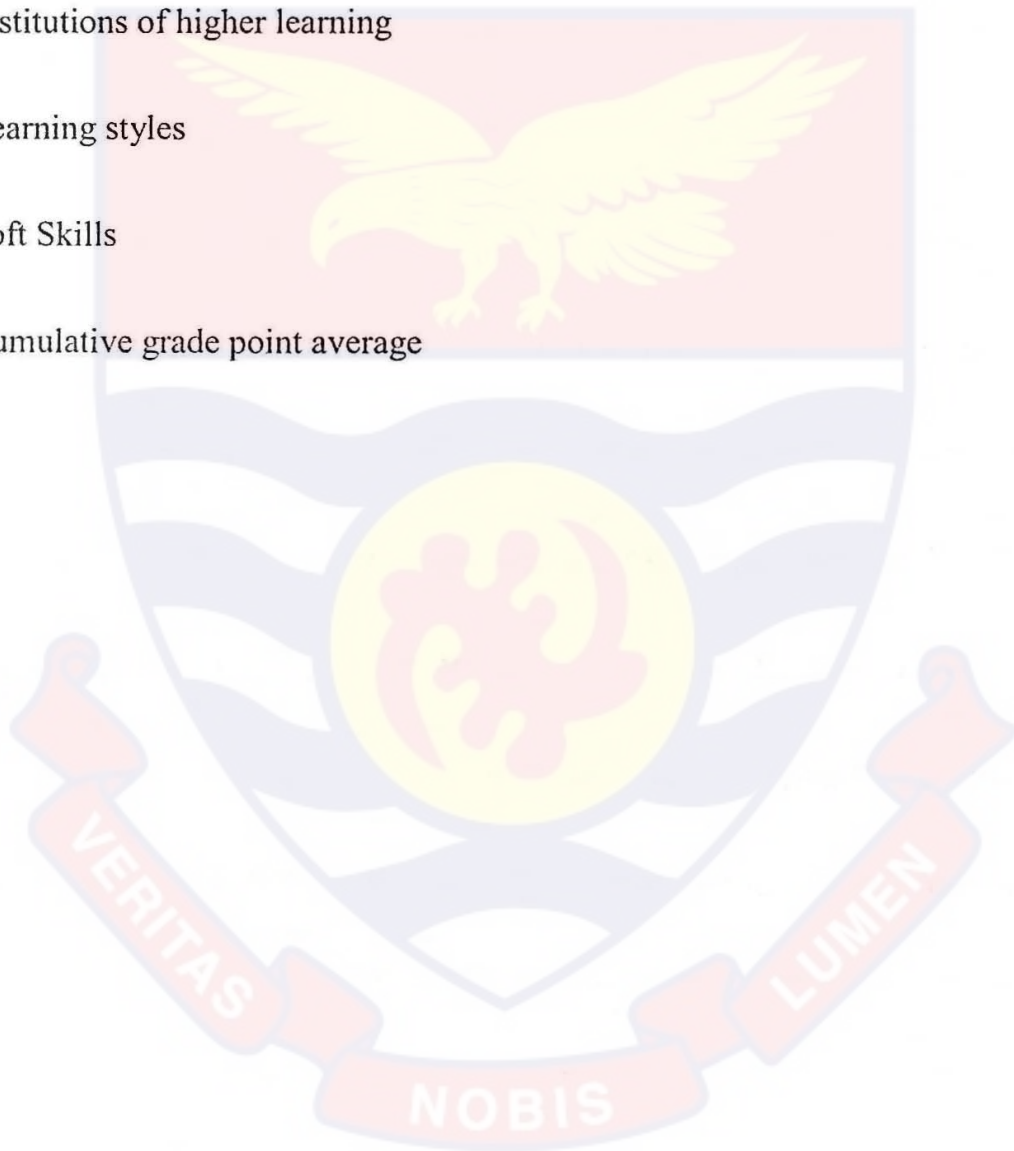 stitutions of higher learning
earning styles
oft Skills
umulative grade point average
VERITAS
NOBIS
LUMEN